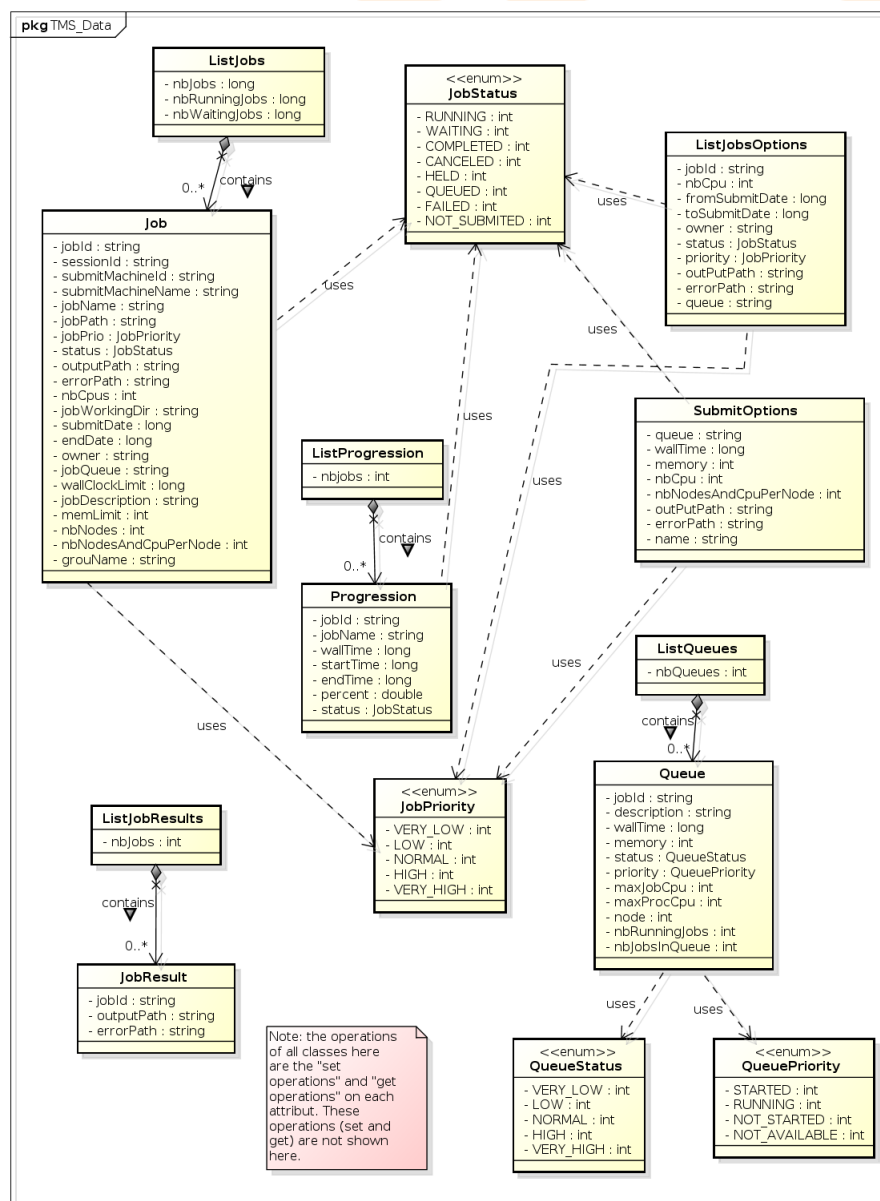 pkg TMS_Data
ListJobs
- nbJobs : long
- nbRunningJobs : long
- nbWaitingJobs : long
contains
0..*
Job
- jobId : string
- sessionId : string
- submitMachineId : string
- submitMachineName : string
- jobName : string
- jobPath : string
- jobPrio : JobPriority
- status : JobStatus
- outputPath : string
- errorPath : string
- nbCpus : int
- jobWorkingDir : string
- submitDate : long
- endDate : long
- owner : string
- jobQueue : string
- wallClockLimit : long
- jobDescription : string
- memLimit : int
- nbNodes : int
- nbNodesAndCpuPerNode : int
- grouName : string
<<enum>>
JobStatus
- RUNNING : int
- WAITING : int
- COMPLETED : int
- CANCELED : int
- HELD : int
- QUEUED : int
- FAILED : int
- NOT_SUBMITED : int
ListJobsOptions
- jobId : string
- nbCpu : int
- fromSubmitDate : long
- toSubmitDate : long
- owner : string
- status : JobStatus
- priority : JobPriority
- outPutPath : string
- errorPath : string
- queue : string
uses
uses
uses
uses
uses
uses
uses
SubmitOptions
- queue : string
- wallTime : long
- memory : int
- nbCpu : int
- nbNodesAndCpuPerNode : int
- outPutPath : string
- errorPath : string
- name : string
ListProgression
- nbjobs : int
contains
0..*
Progression
- jobId : string
- jobName : string
- wallTime : long
- startTime : long
- endTime : long
- percent : double
- status : JobStatus
ListQueues
- nbQueues : int
contains
0..*
Queue
- jobId : string
- description : string
- wallTime : long
- memory : int
- status : QueueStatus
- priority : QueuePriority
- maxJobCpu : int
- maxProcCpu : int
- node : int
- nbRunningJobs : int
- nbJobsInQueue : int
<<enum>>
JobPriority
- VERY_LOW : int
- LOW : int
- NORMAL : int
- HIGH : int
- VERY_HIGH : int
ListJobResults
- nbJobs : int
contains
0..*
JobResult
- jobId : string
- outputPath : string
- errorPath : string
Note: the operations
of all classes here
are the "set
operations" and "get
operations" on each
attribut. These
operations (set and
get) are not shown
here.
uses
uses
<<enum>>
QueueStatus
- VERY_LOW : int
- LOW : int
- NORMAL : int
- HIGH : int
- VERY_HIGH : int
<<enum>>
QueuePriority
- STARTED : int
- RUNNING : int
- NOT_STARTED : int
- NOT_AVAILABLE : int